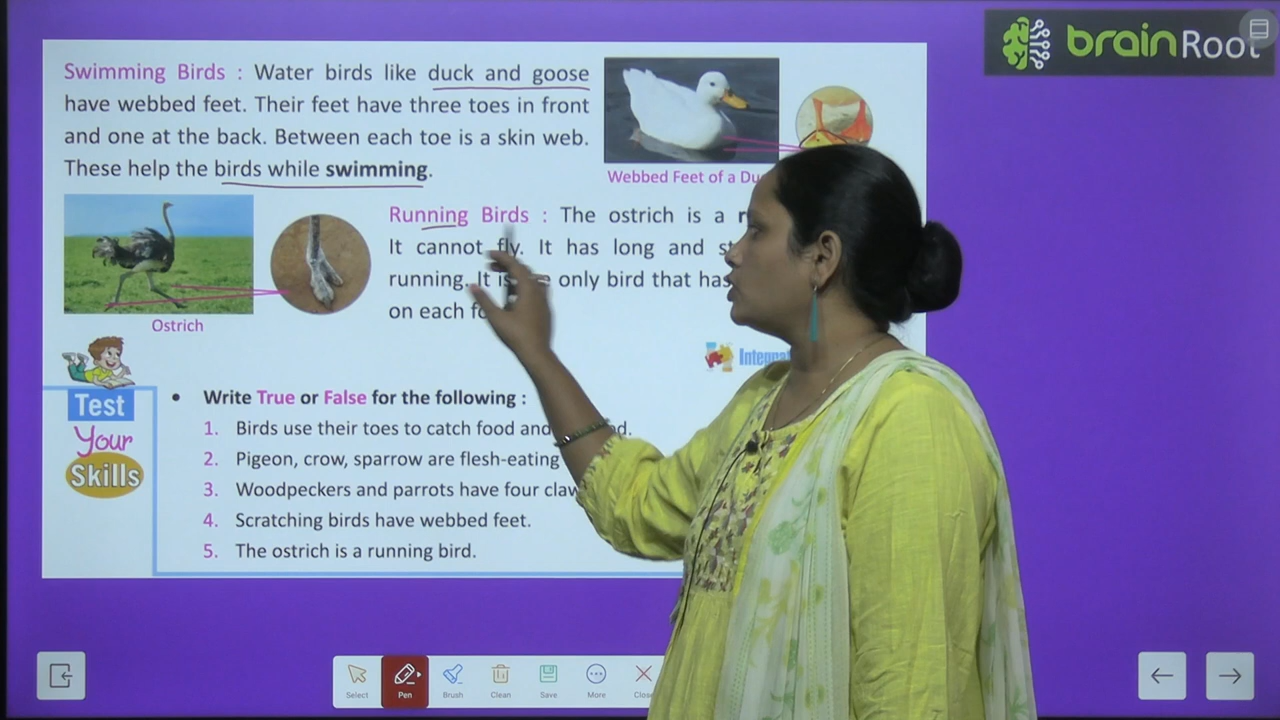 brainRoot
Swimming Birds : Water birds like duck and goose
have webbed feet. Their feet have three toes in front
and one at the back. Between each toe is a skin web.
These help the birds while swimming.
Webbed Feet of a
Running Birds : The ostrich is a
It cannot fly. It has long and
running. It is only bird that has
on each
Ostrich
Test
Your
Skills
• Write True or False for the following :
1. Birds use their toes to catch food and
2. Pigeon, crow, sparrow are flesh-eating
3. Woodpeckers and parrots have four
4. Scratching birds have webbed feet.
5. The ostrich is a running bird.
Select
Pen
Brush
Clean
Save
More
Close